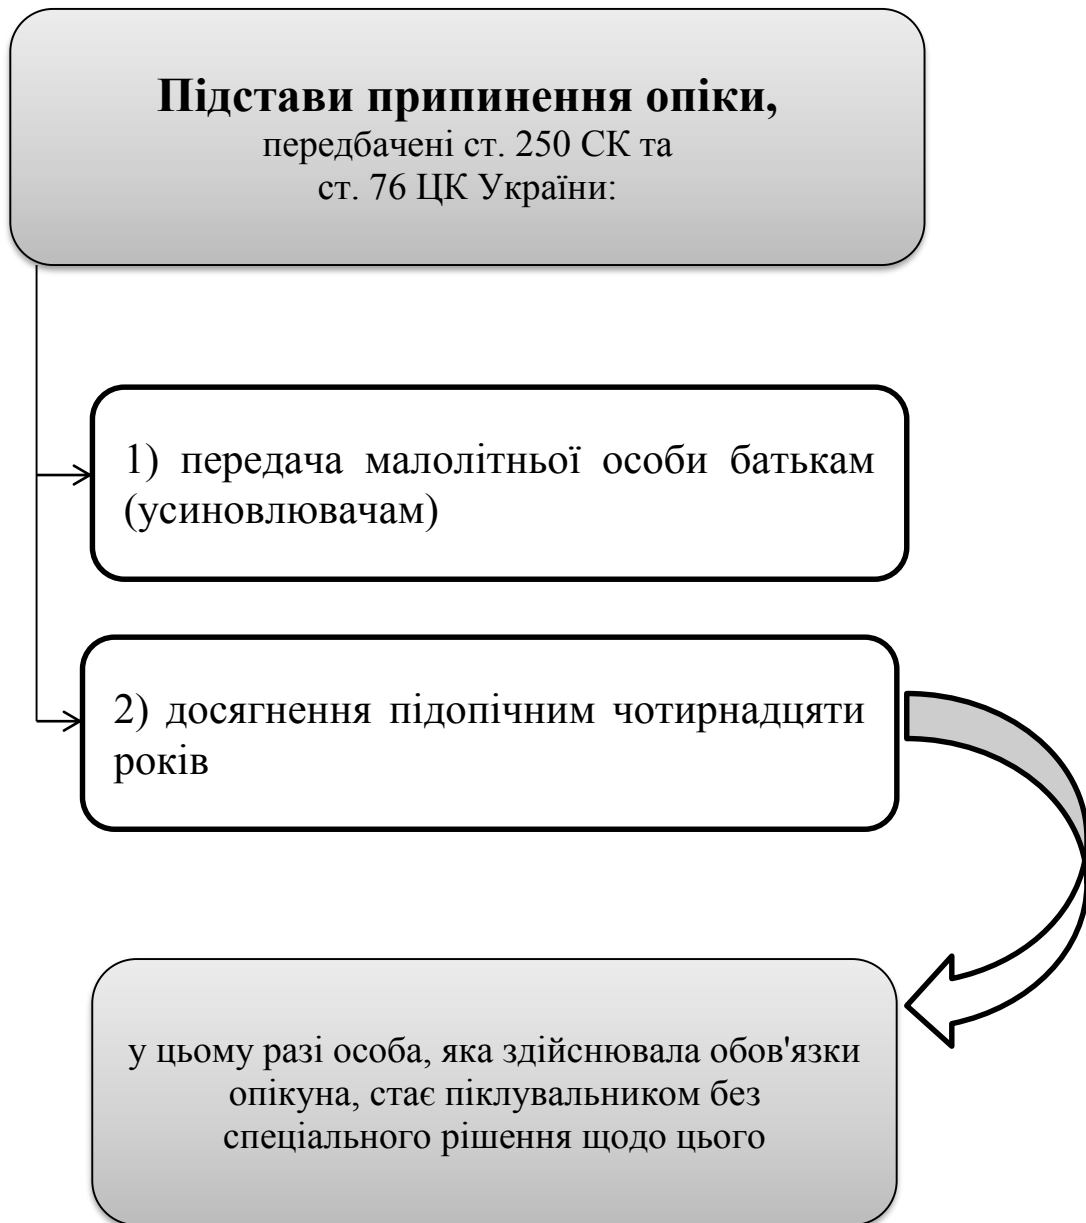 Підстави припинення опіки,
передбачені ст. 250 СК та
ст. 76 ЦК України:
1) передача малолітньої особи батькам
(усиновлювачам)
2) досягнення підопічним чотирнадцяти
років
у цьому разі особа, яка здійснювала обов'язки
опікуна, стає піклувальником без
спеціального рішення щодо цього